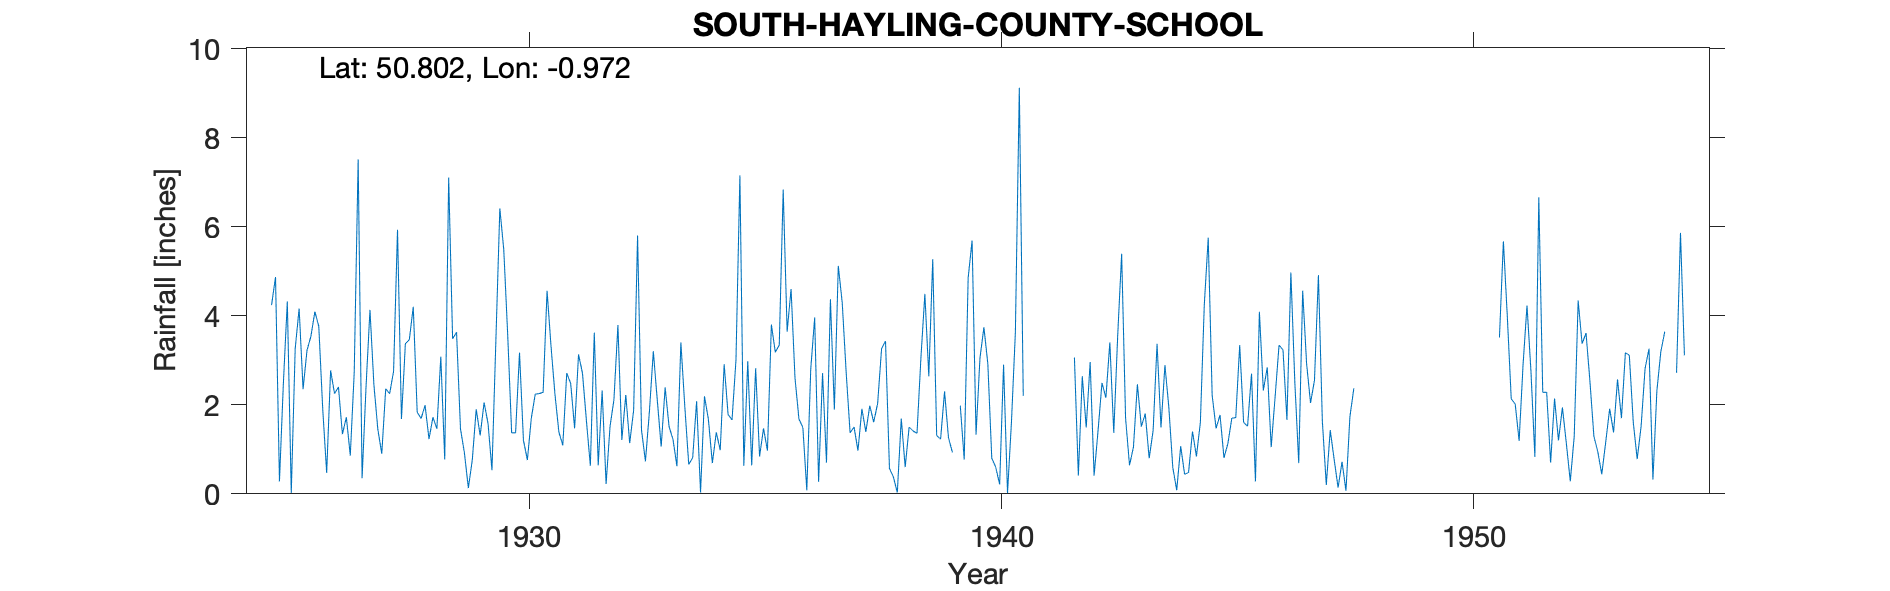 SOUTH-HAYLING-COUNTY-SCHOOL
Lat: 50.802, Lon: -0.972
10
8
6
4
2
0
Rainfall [inches]
1930 1940 1950
Year